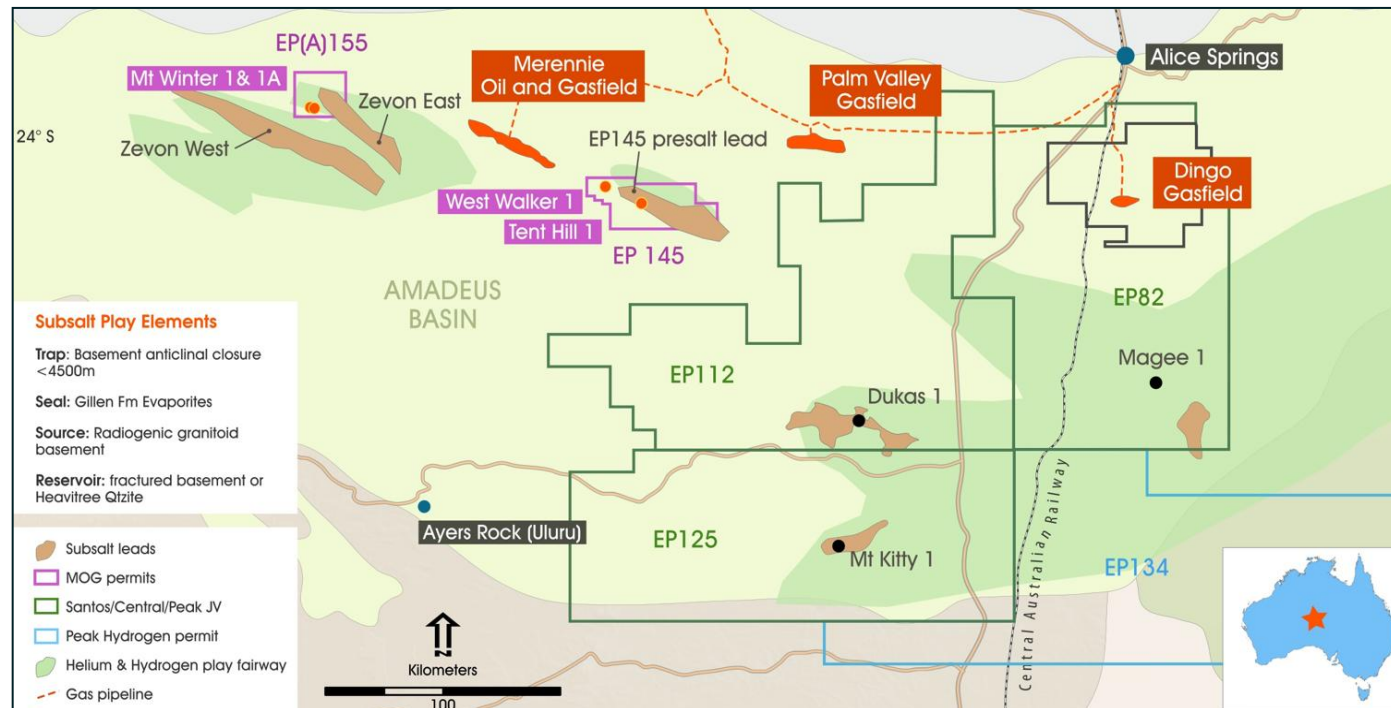 EP(A)155
Mt Winter 1& 1A
Zevon East
Zevon West
Merennie
Oil and Gasfield
Palm Valley
Gasfield
Alice Springs
24° S
EP145 presalt lead
West Walker 1
Tent Hill 1
EP 145
Dingo
Gasfield
AMADEUS
BASIN
EP82
EP112
Magee 1
Dukas 1
Subsalt Play Elements
Trap: Basement anticlinal closure
<4500m
Seal: Gillen Fm Evaporites
Source: Radiogenic granitoid
basement
Reservoir: fractured basement or
Heavitree Qtzite
Ayers Rock (Uluru)
EP125
Mt Kitty 1
Central Australian Railway
EP134
Subsalt leads
MOG permits
Santos/Central/Peak JV
Peak Hydrogen permit
Helium & Hydrogen play fairway
Gas pipeline
Kilometers
100